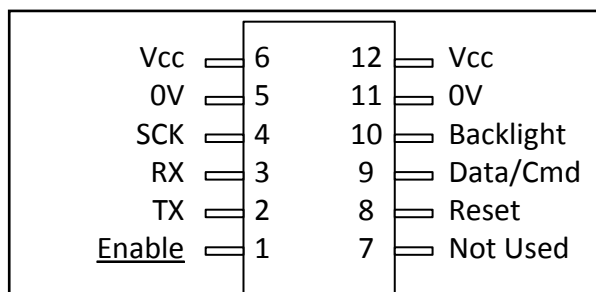 Vcc 6 12 Vcc
0V 5 11 0V
SCK 4 10 Backlight
RX 3 9 Data/Cmd
TX 2 8 Reset
Enable 1 7 Not Used